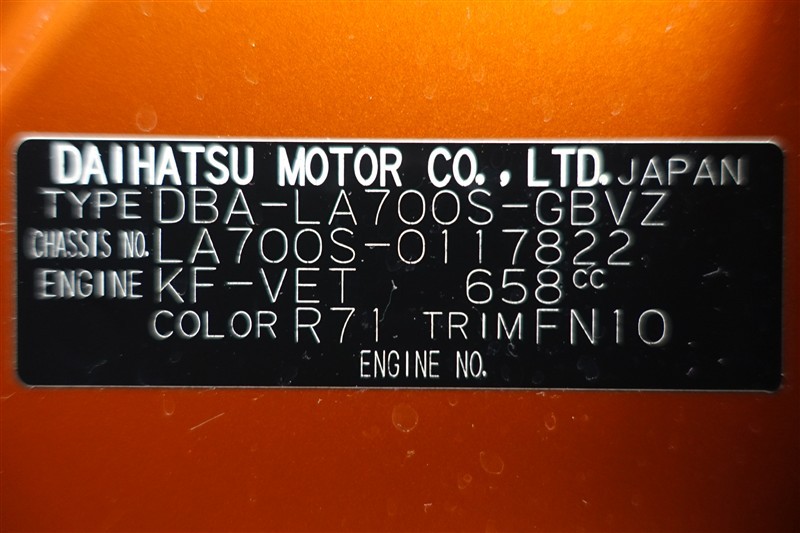 DAIHATSU MOTOR CO., LTD. JAPAN
TYPE DBA-LA700S-GBVZ
CHASSIS NO. LA700S-0117822
ENGINE KF-VET 658CC
COLOR R71 TRIM FN10
ENGINE NO.